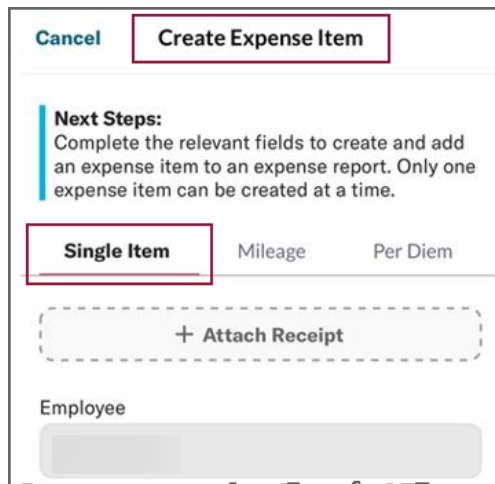 Cancel Create Expense Item
Next Steps:
Complete the relevant fields to create and add
an expense item to an expense report. Only one
expense item can be created at a time.
Single Item Mileage Per Diem
+ Attach Receipt
Employee